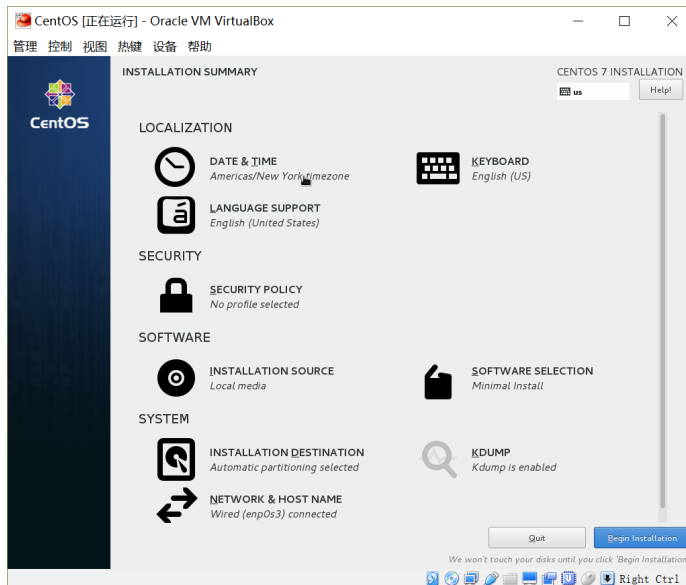 CentOS [正在运行] - Oracle VM VirtualBox
管理 控制 视图 热键 设备 帮助
INSTALLATION SUMMARY
CENTOS 7 INSTALLATION
us
Help!
CentOS
LOCALIZATION
DATE & TIME
Americas/New York timezone
KEYBOARD
English (US)
LANGUAGE SUPPORT
English (United States)
SECURITY
SECURITY POLICY
No profile selected
SOFTWARE
INSTALLATION SOURCE
Local media
SOFTWARE SELECTION
Minimal Install
SYSTEM
INSTALLATION DESTINATION
Automatic partitioning selected
KDUMP
Kdump is enabled
NETWORK & HOST NAME
Wired (enp0s3) connected
Quit
Begin Installation
We won't touch your disks until you click 'Begin Installation
Right Ctrl